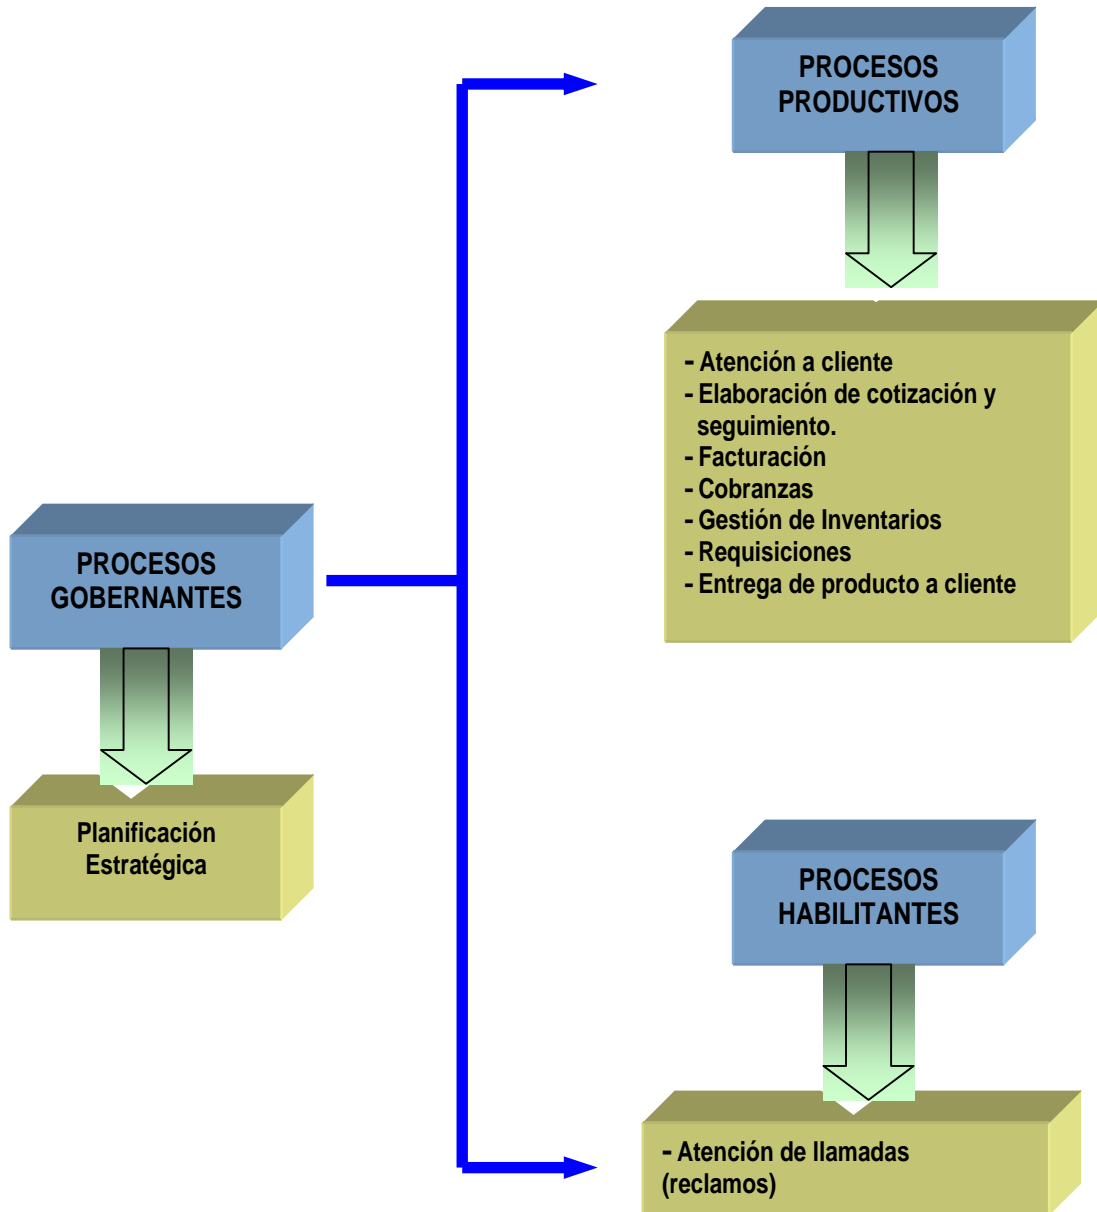 PROCESOS
PRODUCTIVOS
- Atención a cliente
- Elaboración de cotización y
seguimiento.
- Facturación
- Cobranzas
- Gestión de Inventarios
- Requisiciones
- Entrega de producto a cliente
PROCESOS
GOBERNANTES
Planificación
Estratégica
PROCESOS
HABILITANTES
- Atención de llamadas
(reclamos)